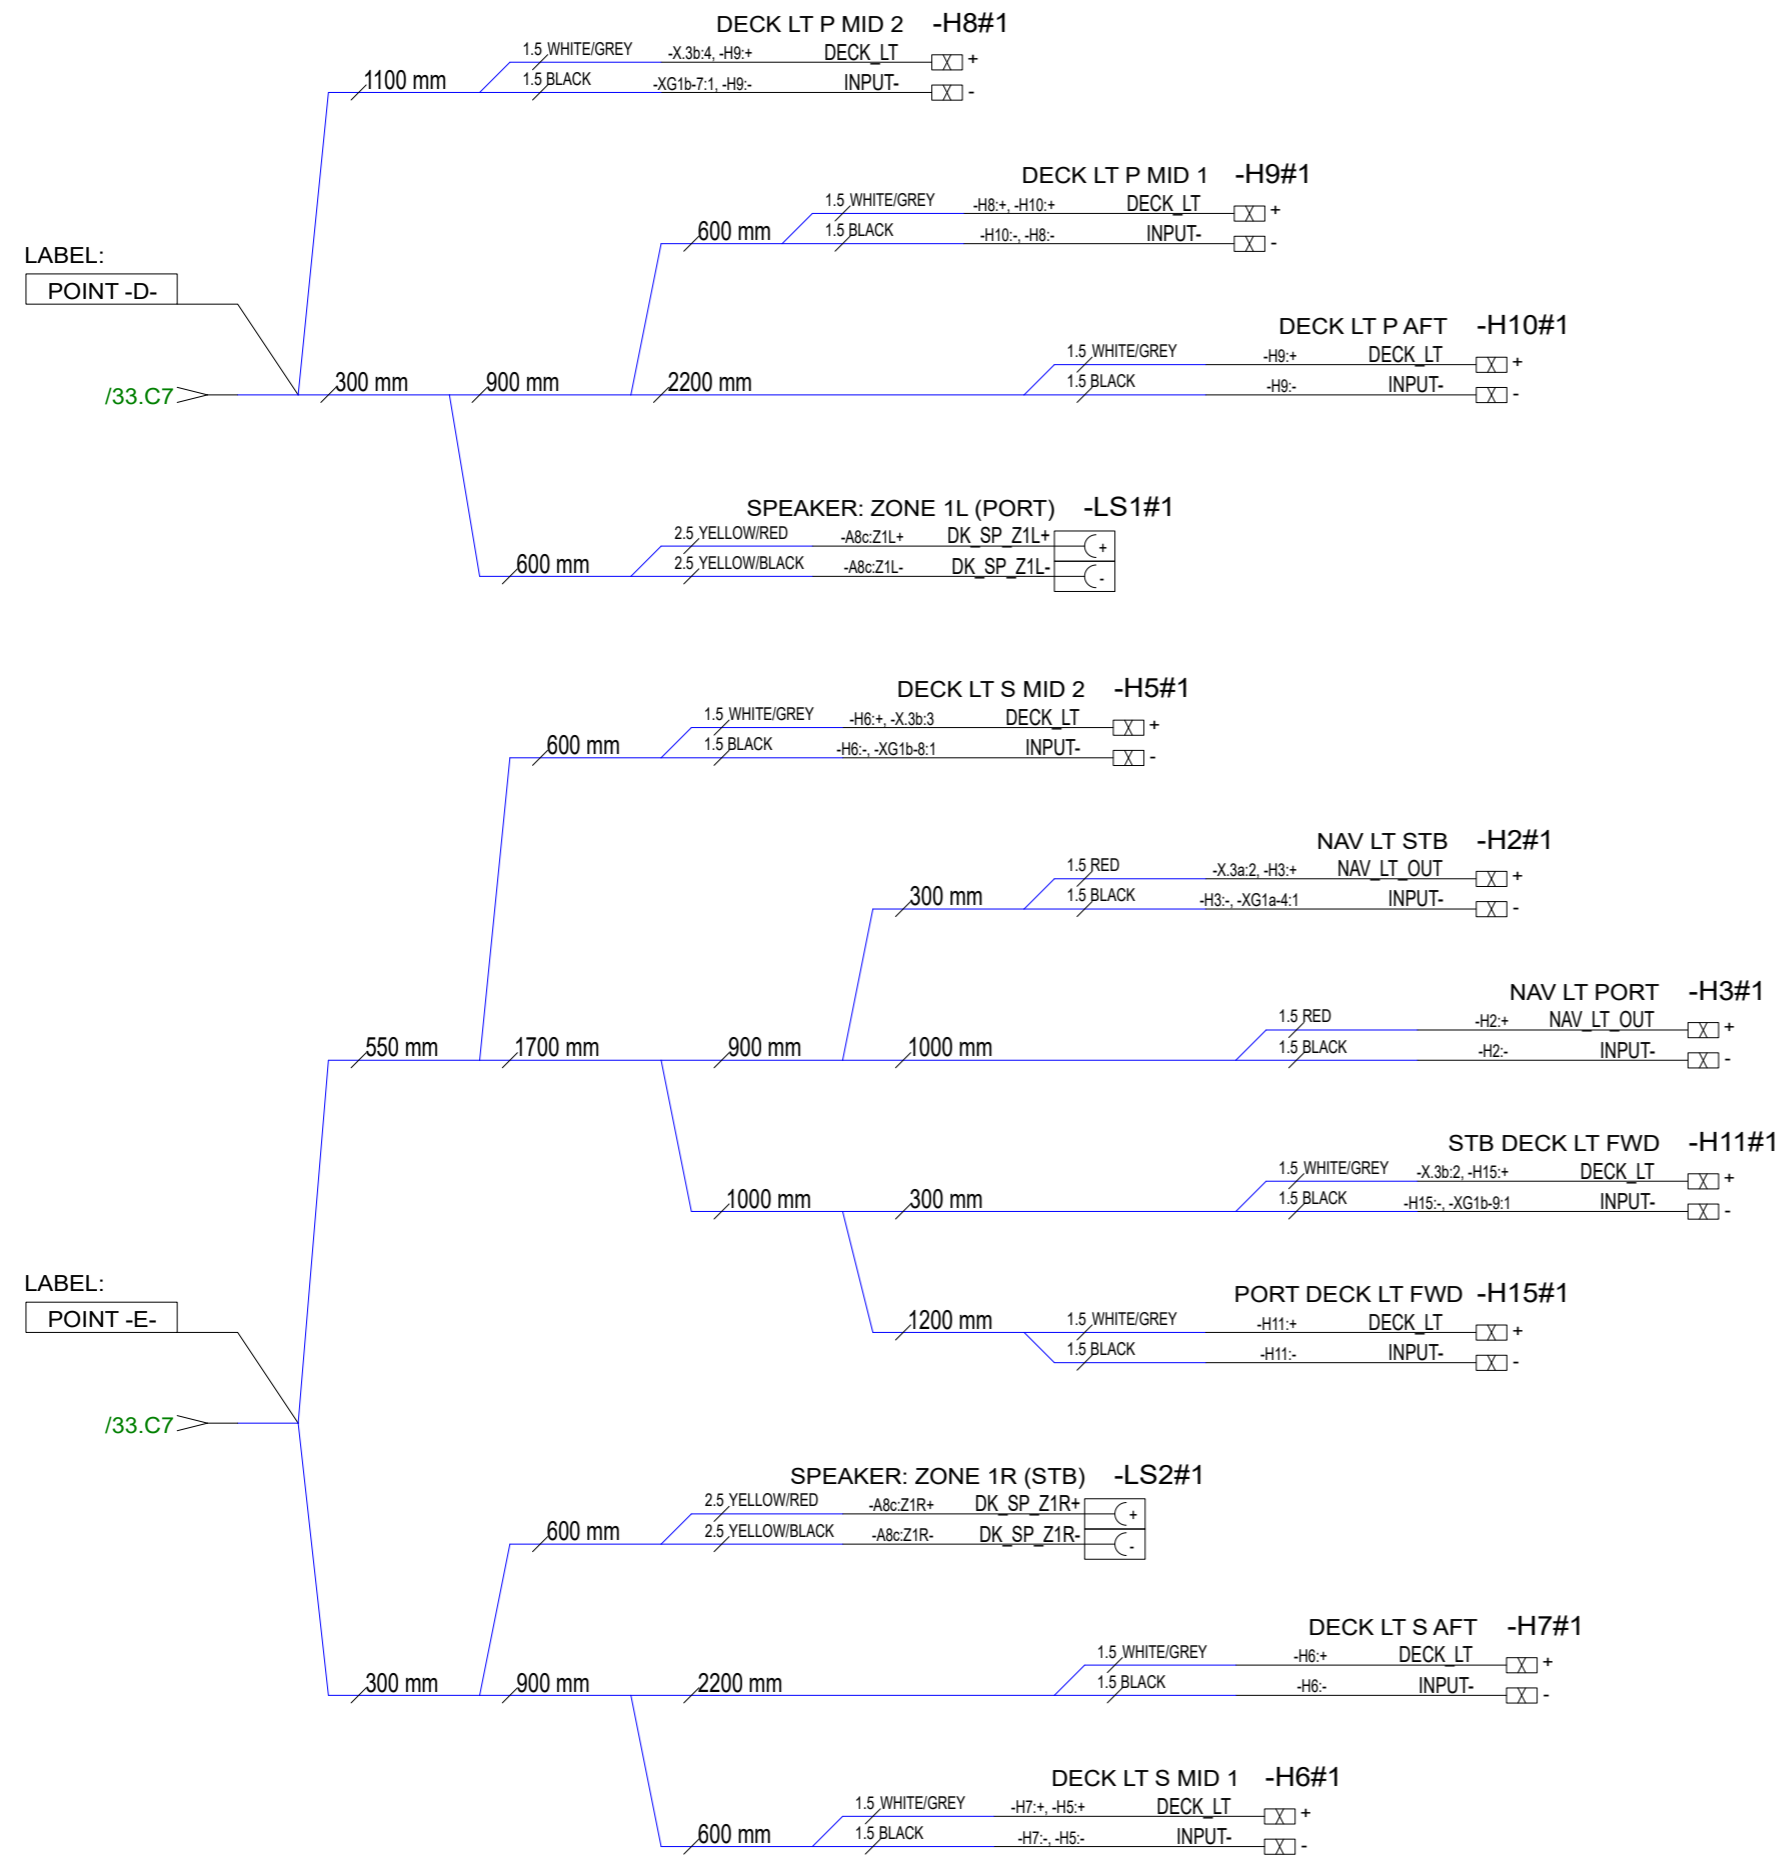 DECK LT P MID 2 -H8#1
1.5 WHITE/GREY -X.3b:4, -H9:+ DECK_LT +
1100 mm 1.5 BLACK -XG1b-7:1, -H9:- INPUT- -
DECK LT P MID 1 -H9#1
1.5 WHITE/GREY -H8:+, -H10:+ DECK_LT +
600 mm 1.5 BLACK -H10:-, -H8:- INPUT- -
LABEL:
POINT -D-
DECK LT P AFT -H10#1
1.5 WHITE/GREY -H9:+ DECK_LT +
/33.C7 300 mm 900 mm 2200 mm 1.5 BLACK -H9:- INPUT- -
SPEAKER: ZONE 1L (PORT) -LS1#1
2.5 YELLOW/RED -A8c:Z1L+ DK_SP_Z1L+ +
600 mm 2.5 YELLOW/BLACK -A8c:Z1L- DK_SP_Z1L- -
DECK LT S MID 2 -H5#1
1.5 WHITE/GREY -H6:+, -X.3b:3 DECK_LT +
600 mm 1.5 BLACK -H6:-, -XG1b-8:1 INPUT- -
NAV LT STB -H2#1
1.5 RED -X.3a:2, -H3:+ NAV_LT_OUT +
300 mm 1.5 BLACK -H3:-, -XG1a-4:1 INPUT- -
NAV LT PORT -H3#1
1.5 RED -H2:+ NAV_LT_OUT +
550 mm 1700 mm 900 mm 1000 mm 1.5 BLACK -H2:- INPUT- -
STB DECK LT FWD -H11#1
1.5 WHITE/GREY -X.3b:2, -H15:+ DECK_LT +
1000 mm 300 mm 1.5 BLACK -H15:-, -XG1b-9:1 INPUT- -
LABEL:
POINT -E-
PORT DECK LT FWD -H15#1
1200 mm 1.5 WHITE/GREY -H11:+ DECK_LT +
1.5 BLACK -H11:- INPUT- -
/33.C7
SPEAKER: ZONE 1R (STB) -LS2#1
2.5 YELLOW/RED -A8c:Z1R+ DK_SP_Z1R+ +
600 mm 2.5 YELLOW/BLACK -A8c:Z1R- DK_SP_Z1R- -
DECK LT S AFT -H7#1
1.5 WHITE/GREY -H6:+ DECK_LT +
300 mm 900 mm 2200 mm 1.5 BLACK -H6:- INPUT- -
DECK LT S MID 1 -H6#1
1.5 WHITE/GREY -H7:+, -H5:+ DECK_LT +
600 mm 1.5 BLACK -H7:-, -H5:- INPUT- -